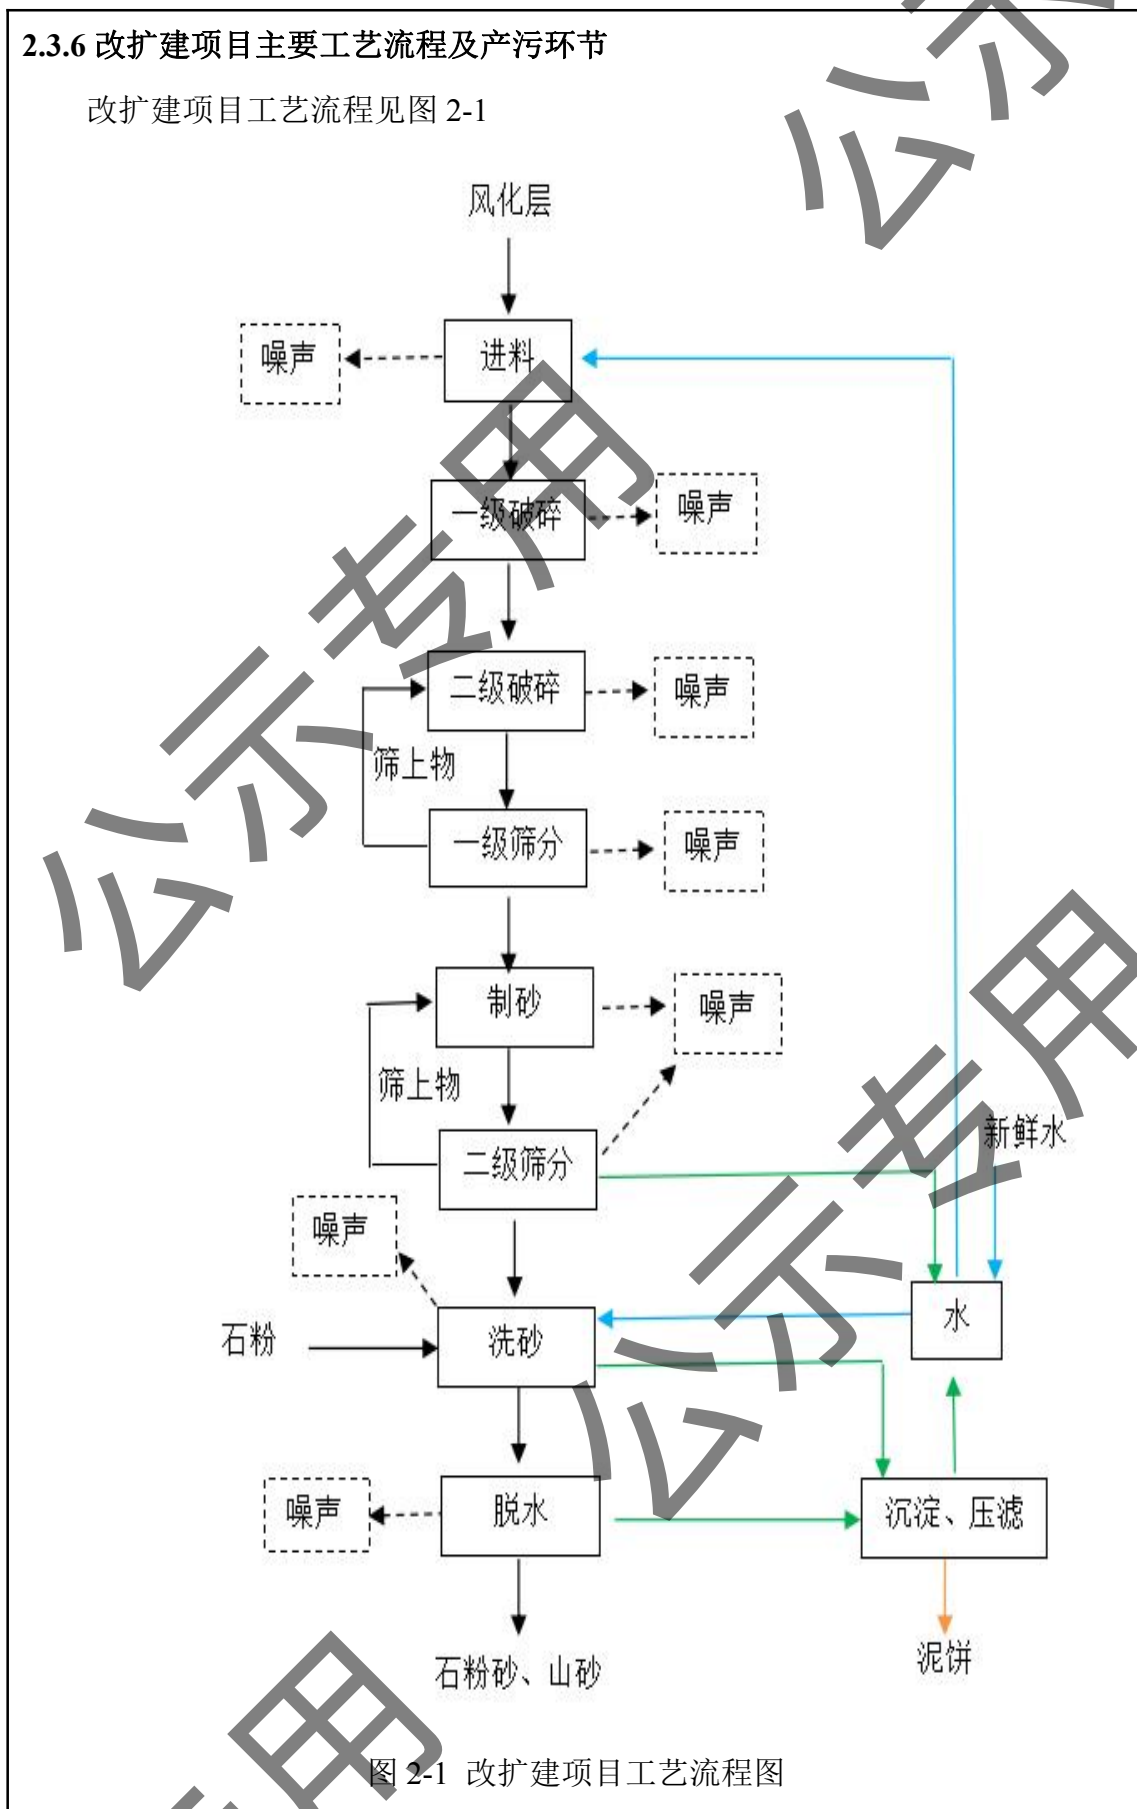 2.3.6 改扩建项目主要工艺流程及产污环节
改扩建项目工艺流程见图 2-1
风化层
噪声
进料
一级破碎
噪声
二级破碎
噪声
筛上物
一级筛分
噪声
制砂
噪声
筛上物
新鲜水
二级筛分
噪声
水
石粉
洗砂
噪声
脱水
沉淀、压滤
石粉砂、山砂
泥饼
图 2-1 改扩建项目工艺流程图
公示专用
公示专用
公示
专用